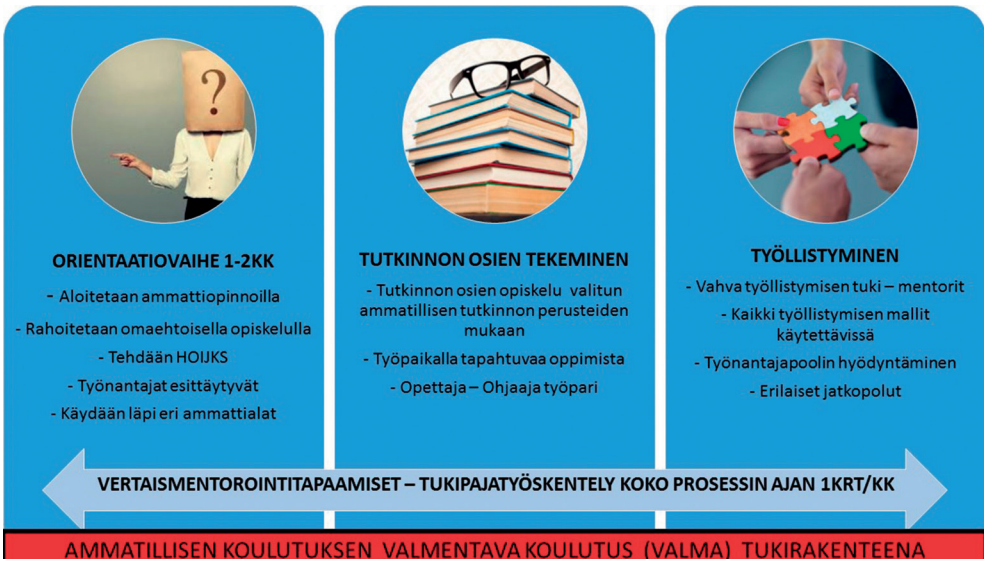 ?
ORIENTAATIOVAIHE 1-2KK
- Aloitetaan ammattiopinnoilla
- Rahoitetaan omaehtoisella opiskelulla
- Tehdään HOIJKS
- Työnantajat esittäytyvät
- Käydään läpi eri ammattialat
TUTKINNON OSIEN TEKEMINEN
- Tutkinnon osien opiskelu valitun
ammatillisen tutkinnon perusteiden
mukaan
- Työpaikalla tapahtuvaa oppimista
- Opettaja – Ohjaaja työpari
TYÖLLISTYMINEN
- Vahva työllistymisen tuki – mentorit
- Kaikki työllistymisen mallit
käytettävissä
- Työnantajapoolin hyödyntäminen
- Erilaiset jatkopolut
VERTAISMENTOROINTITAPAAMISET – TUKIPAJATYÖSKENTELY KOKO PROSESSIN AJAN 1KRT/KK
AMMATILLISEN KOULUTUKSEN VALMENTAVA KOULUTUS (VALMA) TUKIRAKENTEENA